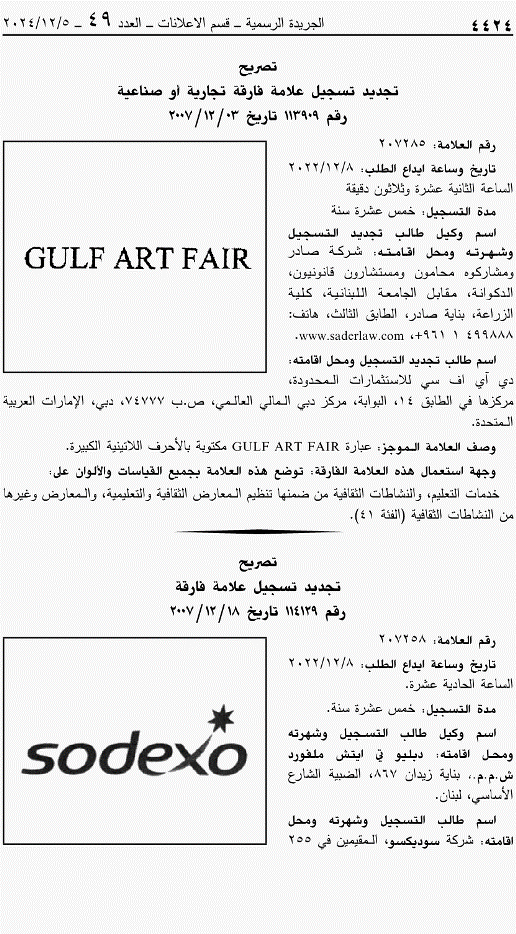 ٤٤٢٤ الجريدة الرسمية ــ قسم الاعلانات ــ العدد ٤٩ ــ ٢٠٢٤/١٢/٥
تصريح
تجديد تسجيل علامة فارقة تجارية أو صناعية
رقم ١١٣٩٠٩ تاريخ ٢٠٠٧/١٢/٠٣
رقم العلامة: ٢٠٧٢٨٥
تاريخ وساعة ايداع الطلب: ٢٠٢٢/١٢/٨
الساعة الثانية عشرة وثلاثون دقيقة
مدة التسجيل: خمس عشرة سنة
اسم وكيل طالب تجديد التسجيل
وشهرته ومحل اقامته: شركة صادر
ومشاركوه محامون ومستشارون قانونيون،
الدكوانة، مقابل الجامعة اللبنانية، كلية
الزراعة، بناية صادر، الطابق الثالث، هاتف:
٤٩٩٨٨٨ ١ ٩٦١+، www.saderlaw.com.
GULF ART FAIR
اسم طالب تجديد التسجيل ومحل اقامته:
دي آي اف سي للاستثمارات المحدودة،
مركزها في الطابق ١٤، البوابة، مركز دبي المالي العالمي، ص.ب ٧٤٧٧٧، دبي، الإمارات العربية
المتحدة.
وصف العلامة الموجز: عبارة GULF ART FAIR مكتوبة بالأحرف اللاتينية الكبيرة.
وجهة استعمال هذه العلامة الفارقة: توضع هذه العلامة بجميع القياسات والألوان على:
خدمات التعليم، والنشاطات الثقافية من ضمنها تنظيم المعارض الثقافية والتعليمية، والمعارض وغيرها
من النشاطات الثقافية (الفئة ٤١).
تصريح
تجديد تسجيل علامة فارقة
رقم ١١٤١٢٩ تاريخ ٢٠٠٧/١٢/١٨
رقم العلامة: ٢٠٧٢٥٨
تاريخ وساعة ايداع الطلب: ٢٠٢٢/١٢/٨
الساعة الحادية عشرة.
مدة التسجيل: خمس عشرة سنة.
اسم وكيل طالب التسجيل وشهرته
ومحل اقامته: دبليو تي ايتش ملفورد
ش.م.م.، بناية زيدان ٨٦٧، الضبية الشارع
الأساسي، لبنان.
sodexo
اسم طالب التسجيل وشهرته ومحل
اقامته: شركة سوديكسو، المقيمين في ٢٥٥